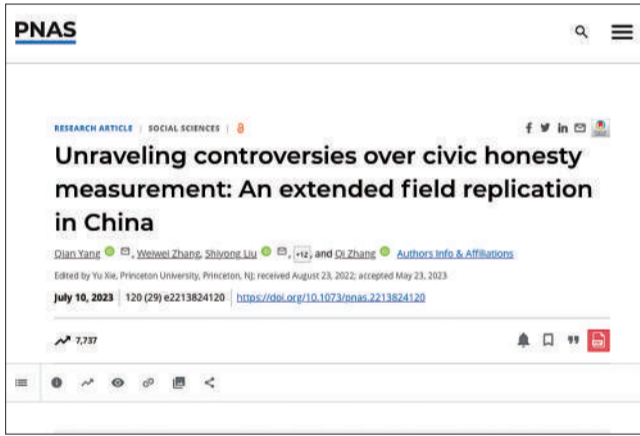 PNAS
RESEARCH ARTICLE | SOCIAL SCIENCES |
Unraveling controversies over civic honesty
measurement: An extended field replication
in China
Qian Yang, Weiwei Zhang, Shiyong Liu, +12, and Qi Zhang Authors Info & Affiliations
Edited by Yu Xie, Princeton University, Princeton, NJ; received August 23, 2022; accepted May 23, 2023
July 10, 2023 | 120 (29) e2213824120 | https://doi.org/10.1073/pnas.2213824120
7,737